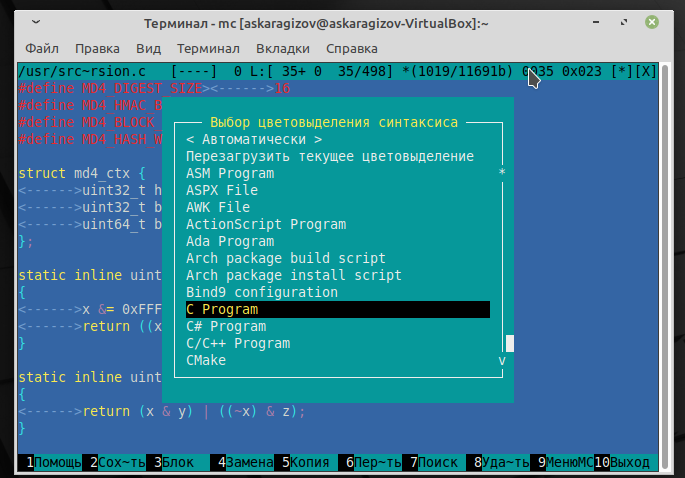 Терминал - mc [askaragizov@askaragizov-VirtualBox]:~
Файл Правка Вид Терминал Вкладки Справка
/usr/src~rsion.c [----] 0 L:[ 35+ 0 35/498] *(1019/11691b) 0035 0x023 [*][X]
#define MD4_DIGEST_SIZE><------>16
#define MD4_HMAC_B
#define MD4_BLOCK_
#define MD4_HASH_W
Выбор цветовыделения синтаксиса
< Автоматически >
Перезагрузить текущее цветовыделение
struct md4_ctx { ASM Program *
<------>uint32_t h ASPX File
<------>uint32_t b AWK File
<------>uint64_t b ActionScript Program
}; Ada Program
Arch package build script
static inline uint Arch package install script
{ Bind9 configuration
<------>x &= 0xFFF C Program
<------>return ((x C# Program
} C/C++ Program
CMake v
static inline uint
{
<------>return (x & y) | ((~x) & z);
}
1Помощь 2Сох~ть 3Блок 4Замена 5Копия 6Пер~ть 7Поиск 8Уда~ть 9МенюMC 10Выход